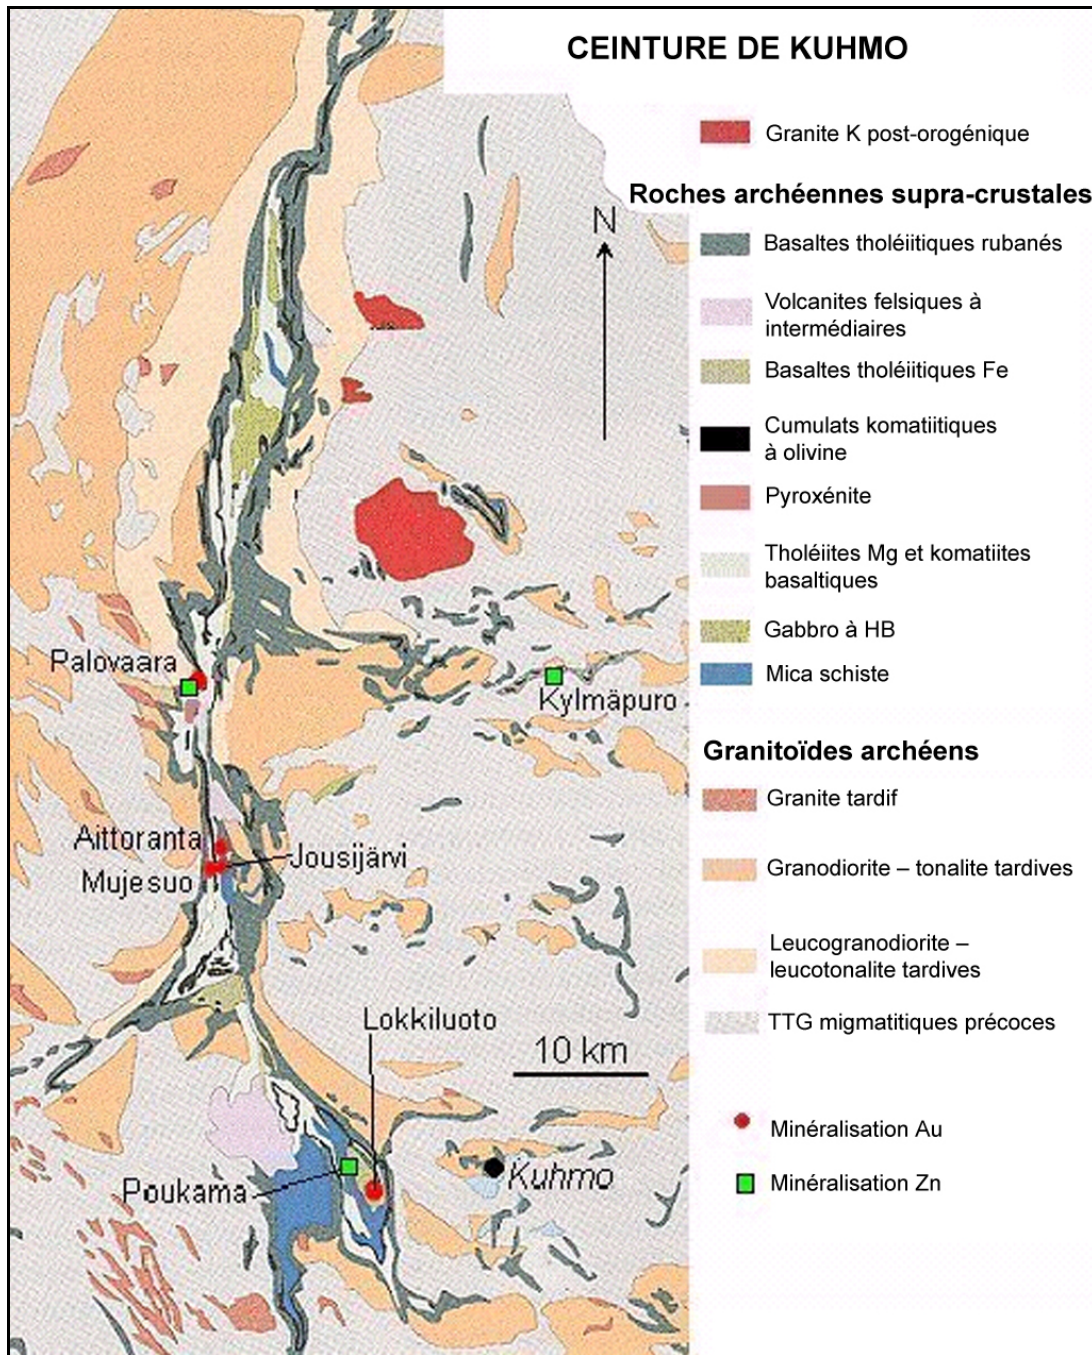 CEINTURE DE KUHMO
Granite K post-orogénique
Roches archéennes supra-crustales
N
Basaltes tholéiitiques rubanés
Volcanites felsiques à
intermédiaires
Basaltes tholéiitiques Fe
Cumulats komatiitiques
à olivine
Pyroxénite
Tholéiites Mg et komatiites
basaltiques
Gabbro à HB
Mica schiste
Palovaara
Kylmäpuro
Granitoïdes archéens
Granite tardif
Aittoranta
Jousijärvi
Mujesuo
Granodiorite – tonalite tardives
Leucogranodiorite –
leucotonalite tardives
Lokkiluoto
TTG migmatitiques précoces
10 km
Minéralisation Au
Kuhmo
Poukama
Minéralisation Zn